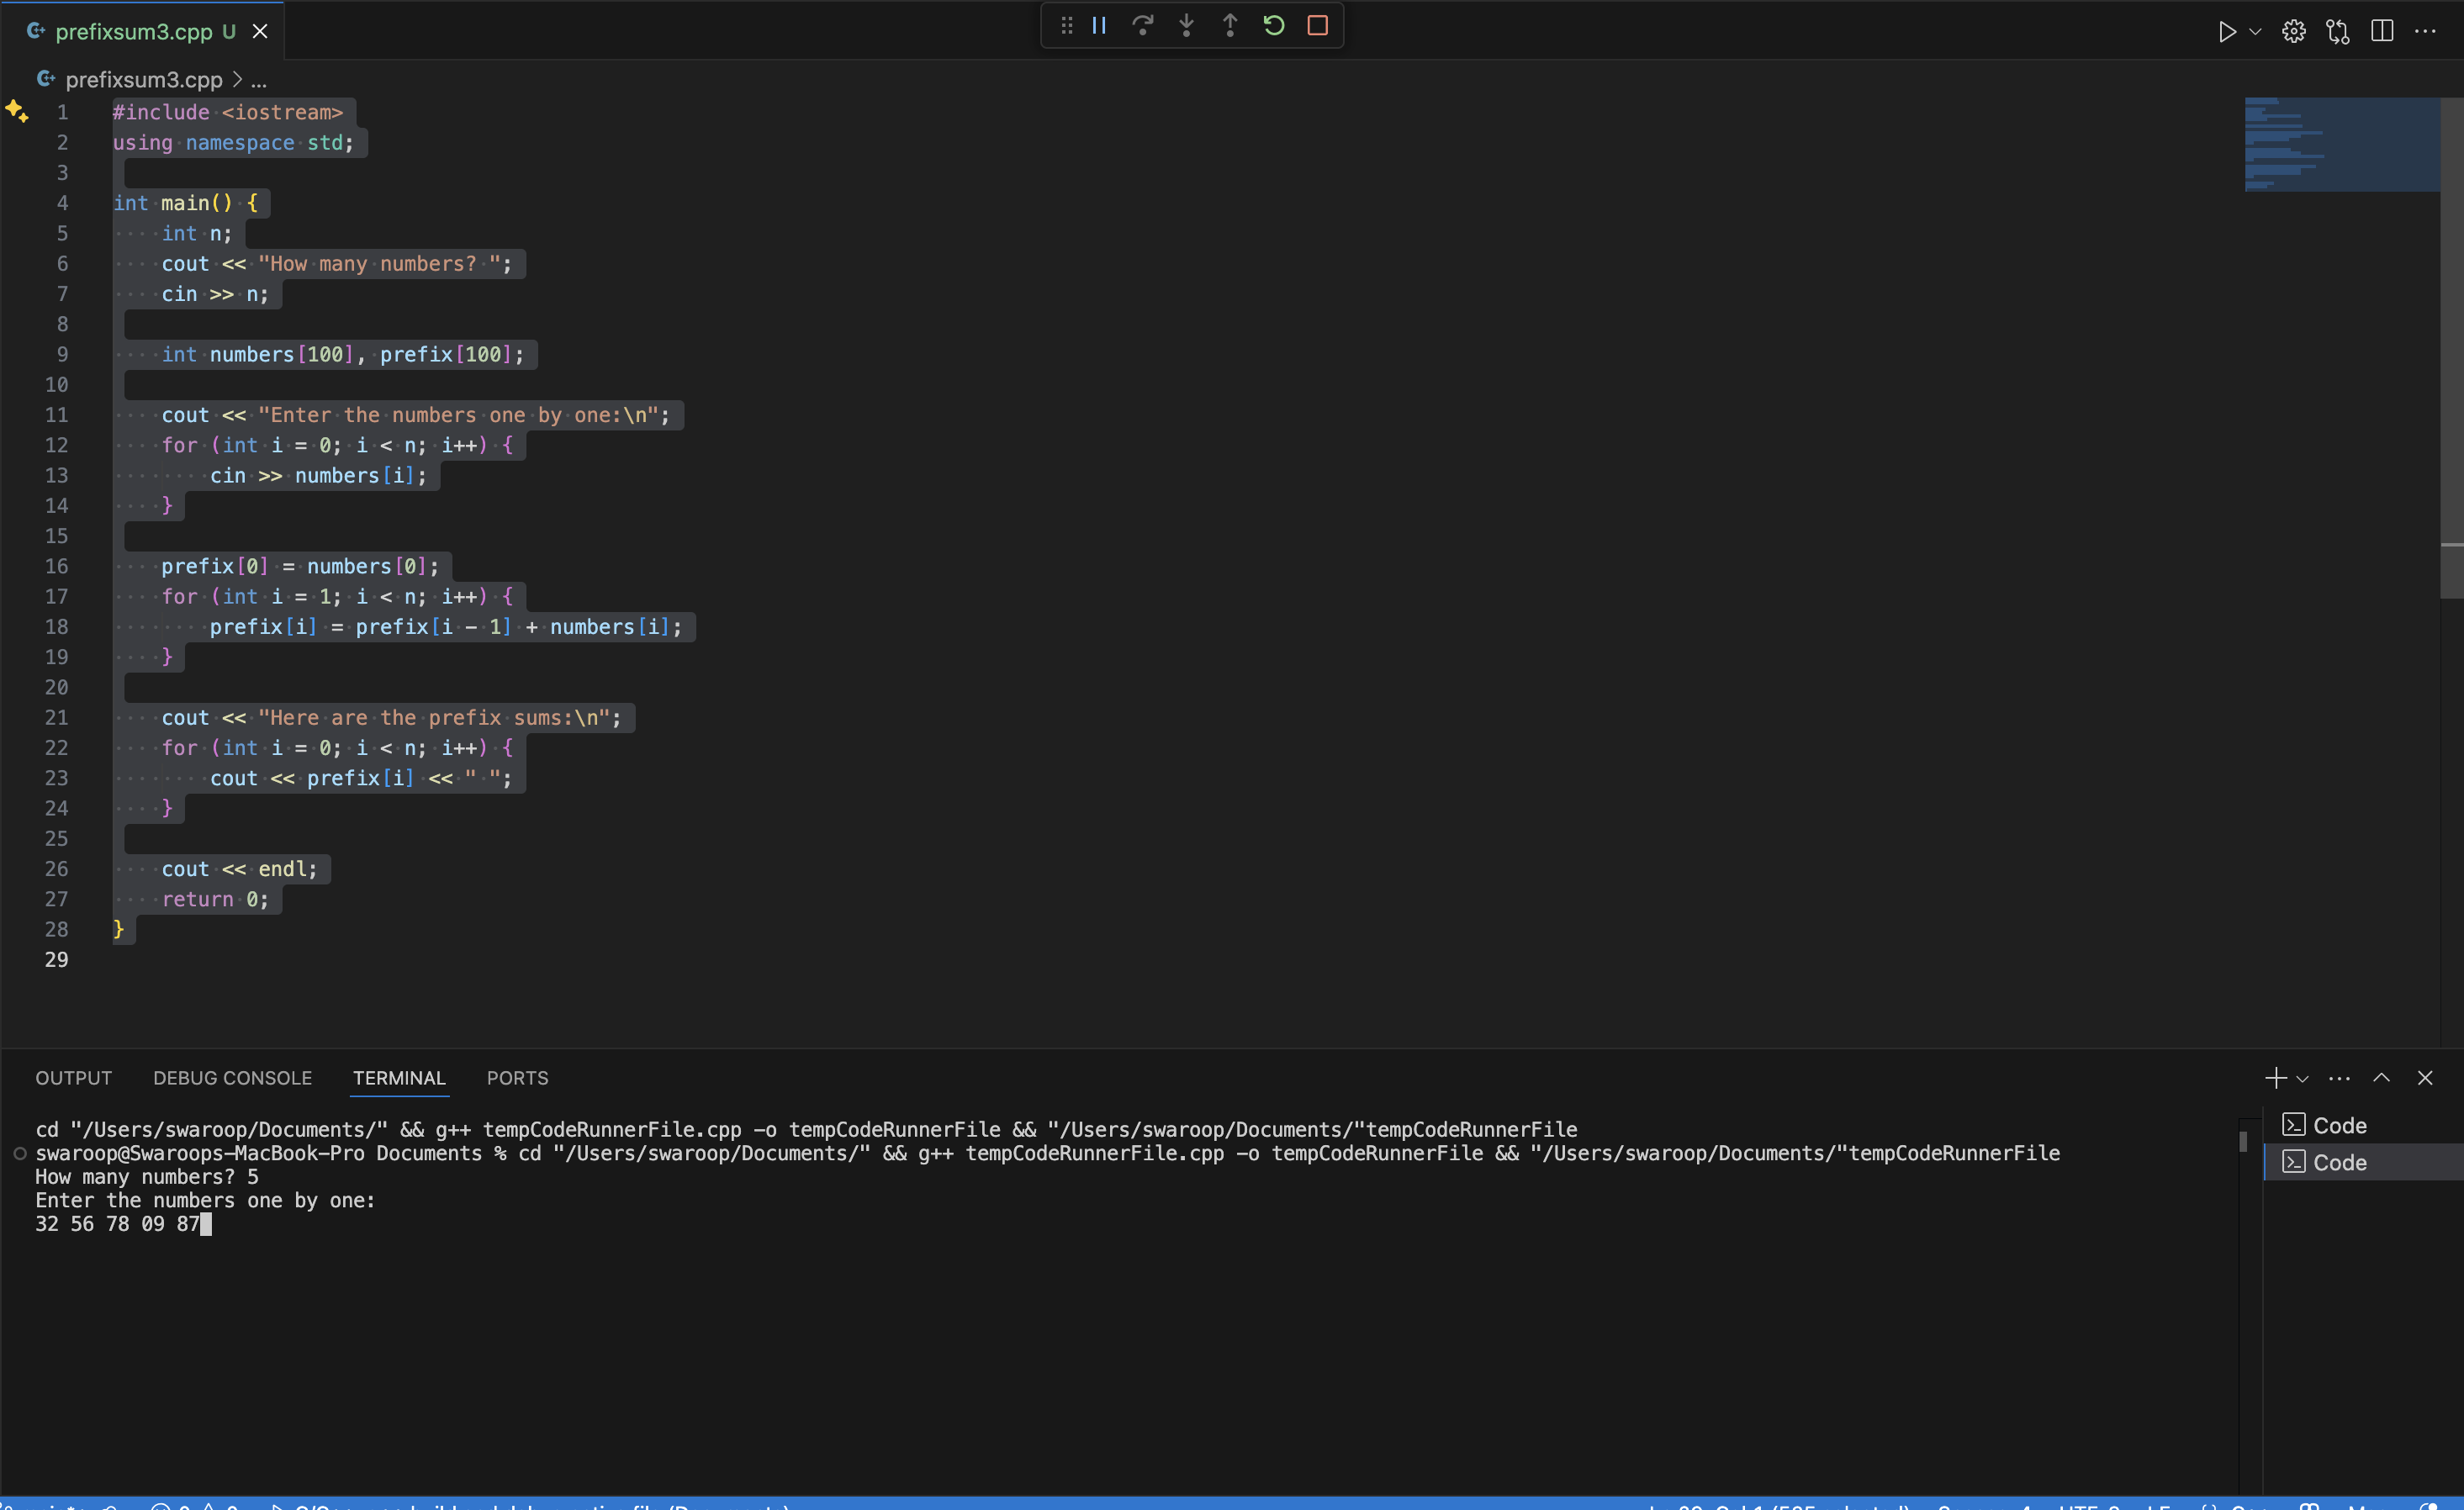 prefixsum3.cpp U
prefixsum3.cpp > ...
1 #include <iostream>
2 using namespace std;
3
4 int main() {
5     int n;
6     cout << "How many numbers? ";
7     cin >> n;
8
9     int numbers[100], prefix[100];
10
11     cout << "Enter the numbers one by one:\n";
12     for (int i = 0; i < n; i++) {
13         cin >> numbers[i];
14     }
15
16     prefix[0] = numbers[0];
17     for (int i = 1; i < n; i++) {
18         prefix[i] = prefix[i - 1] + numbers[i];
19     }
20
21     cout << "Here are the prefix sums:\n";
22     for (int i = 0; i < n; i++) {
23         cout << prefix[i] << " ";
24     }
25
26     cout << endl;
27     return 0;
28 }
29
OUTPUT DEBUG CONSOLE TERMINAL PORTS
cd "/Users/swaroop/Documents/" && g++ tempCodeRunnerFile.cpp -o tempCodeRunnerFile && "/Users/swaroop/Documents/"tempCodeRunnerFile
swaroop@Swaroops-MacBook-Pro Documents % cd "/Users/swaroop/Documents/" && g++ tempCodeRunnerFile.cpp -o tempCodeRunnerFile && "/Users/swaroop/Documents/"tempCodeRunnerFile
How many numbers? 5
Enter the numbers one by one:
32 56 78 09 87
Code
Code